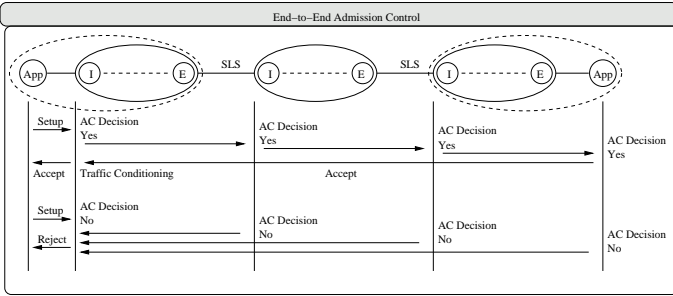 End-to-End Admission Control
App I E SLS I E SLS I E App
Setup
AC Decision
Yes
AC Decision
Yes
AC Decision
Yes
AC Decision
Yes
Accept
Traffic Conditioning
Accept
Setup
AC Decision
No
AC Decision
No
AC Decision
No
AC Decision
No
Reject